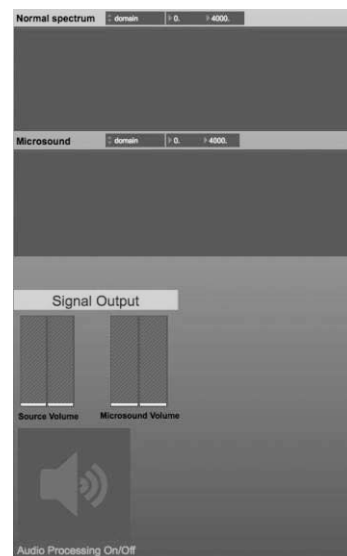 Normal spectrum domain 0. 4000.
Microsound domain 0. 4000.
Signal Output
Source Volume Microsound Volume
Audio Processing On/Off